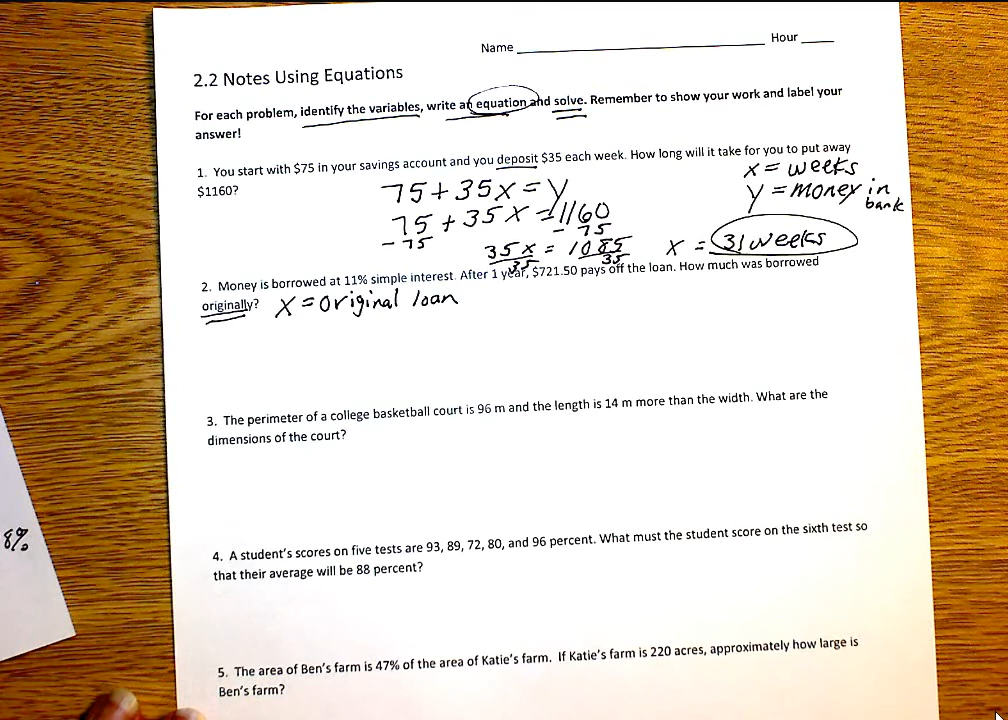 Name ____ Hour ____
2.2 Notes Using Equations
For each problem, identify the variables, write an equation and solve. Remember to show your work and label your
answer!
1. You start with $75 in your savings account and you deposit $35 each week. How long will it take for you to put away
$1160?
x = weeks
75 + 35x = y
y = money in
bank
75 + 35x = 1160
- 75 - 75
35x = 1085
35 35
x = 31 weeks
2. Money is borrowed at 11% simple interest. After 1 year, $721.50 pays off the loan. How much was borrowed
originally? x = original loan
3. The perimeter of a college basketball court is 96 m and the length is 14 m more than the width. What are the
dimensions of the court?
8%
4. A student's scores on five tests are 93, 89, 72, 80, and 96 percent. What must the student score on the sixth test so
that their average will be 88 percent?
5. The area of Ben's farm is 47% of the area of Katie's farm. If Katie's farm is 220 acres, approximately how large is
Ben's farm?